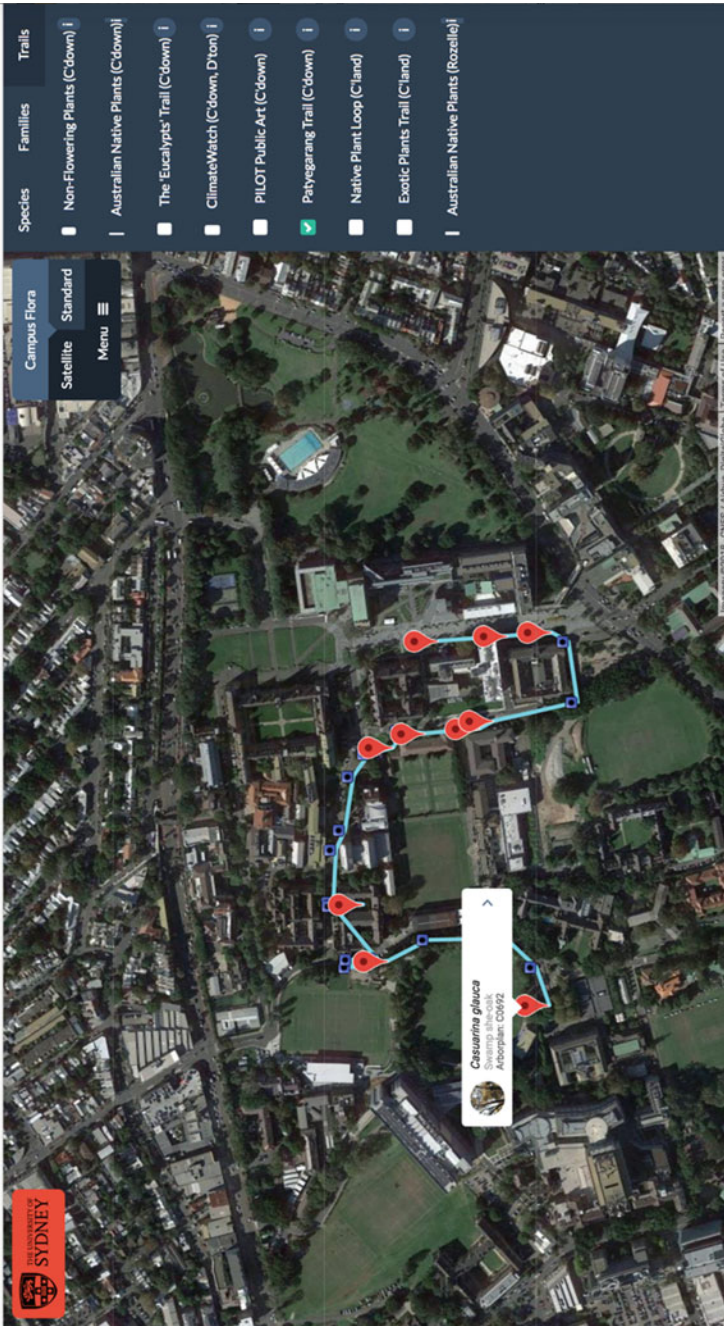 THE UNIVERSITY OF
SYDNEY
Campus Flora
Satellite Standard
Menu
Species Families Trails
Non-Flowering Plants (C'down) i
Australian Native Plants (C'down) i
The 'Eucalypts' Trail (C'down) i
ClimateWatch (C'down, D'ton) i
PILOT Public Art (C'down) i
Patyegarang Trail (C'down) i
Native Plant Loop (C'land) i
Exotic Plants Trail (C'land) i
Australian Native Plants (Rozelle) i
Casuarina glauca
Swamp she-oak
Arborplan: C0692